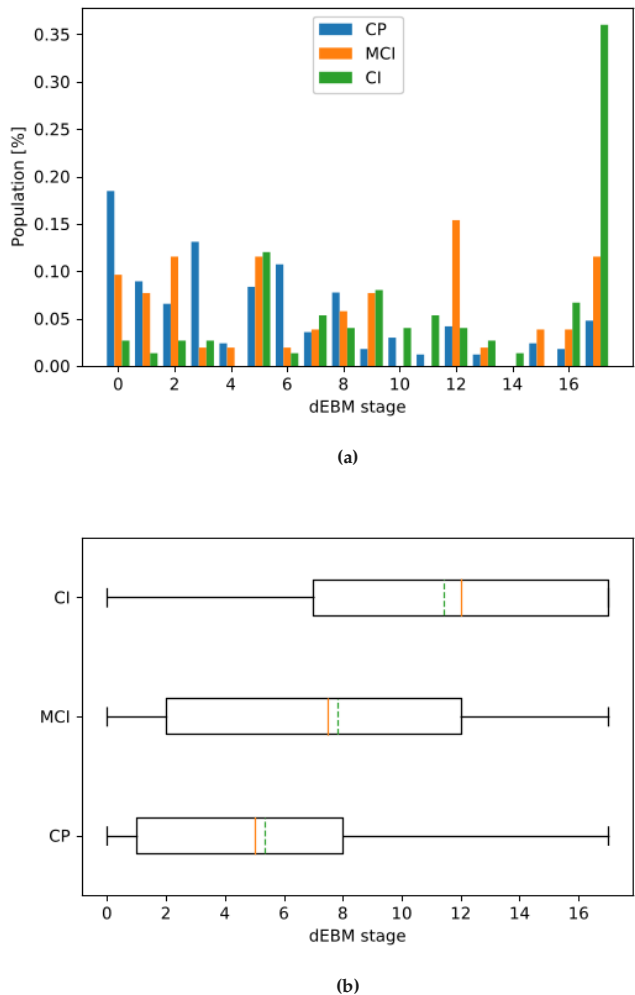 0.35
0.30
0.25
0.20
0.15
0.10
0.05
0.00
Population [%]
CP
MCI
CI
0 2 4 6 8 10 12 14 16
dEBM stage
(a)
CI
MCI
CP
0 2 4 6 8 10 12 14 16
dEBM stage
(b)